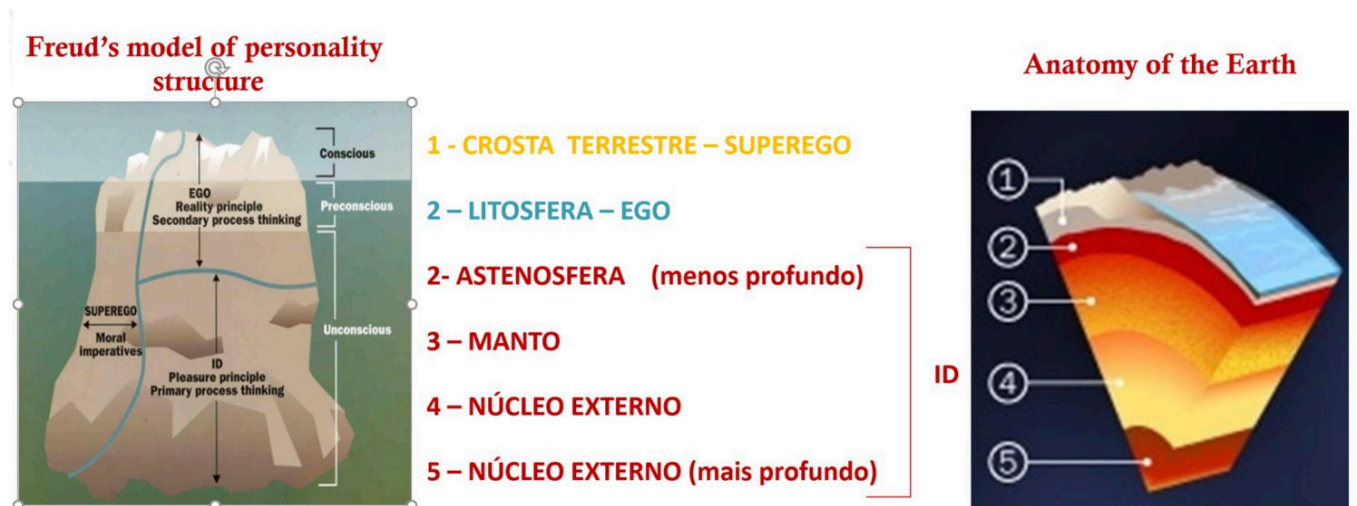 Freud's model of personality
structure
Conscious
EGO
Reality principle
Secondary process thinking
Preconscious
SUPEREGO
Moral
imperatives
Unconscious
ID
Pleasure principle
Primary process thinking
1 - CROSTA TERRESTRE – SUPEREGO
2 – LITOSFERA – EGO
2- ASTENOSFERA (menos profundo)
3 – MANTO
4 – NÚCLEO EXTERNO
5 – NÚCLEO EXTERNO (mais profundo)
ID
Anatomy of the Earth
1
2
3
4
5